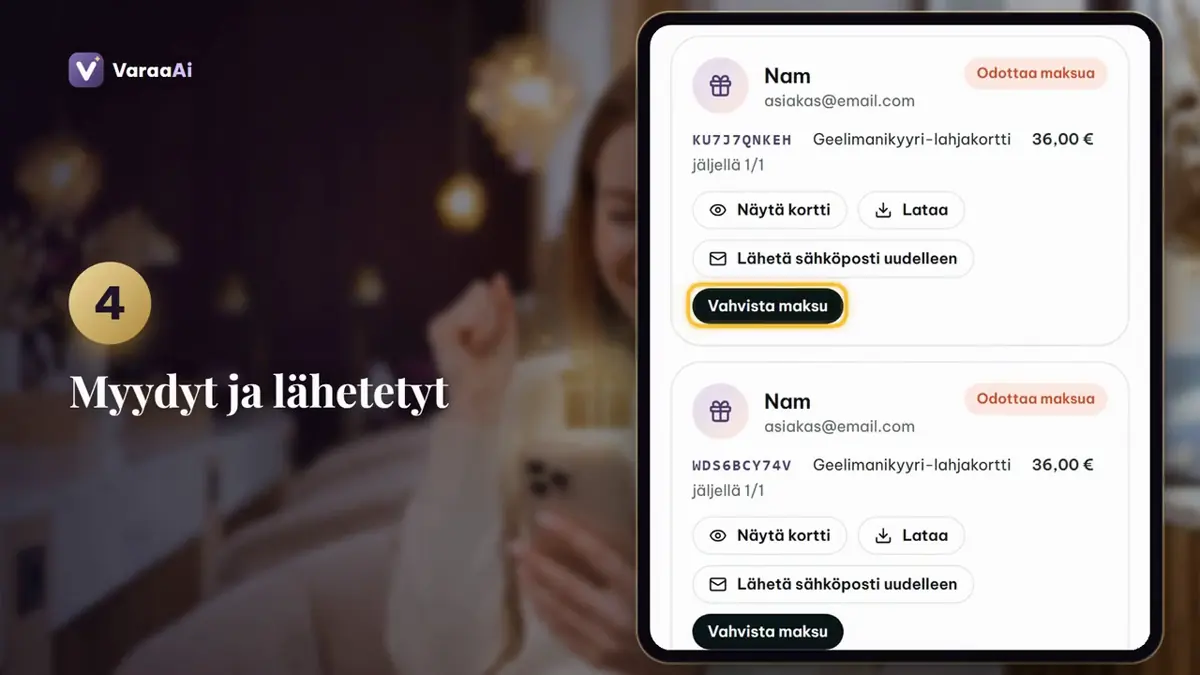 VaraaAi
4
Myydyt ja lähetetyt
Nam
Odottaa maksua
asiakas@email.com
KU7J7QNKEH Geelimanikyyri-lahjakortti 36,00 €
jäljellä 1/1
Näytä kortti
Lataa
Lähetä sähköposti uudelleen
Vahvista maksu
Nam
Odottaa maksua
asiakas@email.com
WDS6BCY74V Geelimanikyyri-lahjakortti 36,00 €
jäljellä 1/1
Näytä kortti
Lataa
Lähetä sähköposti uudelleen
Vahvista maksu